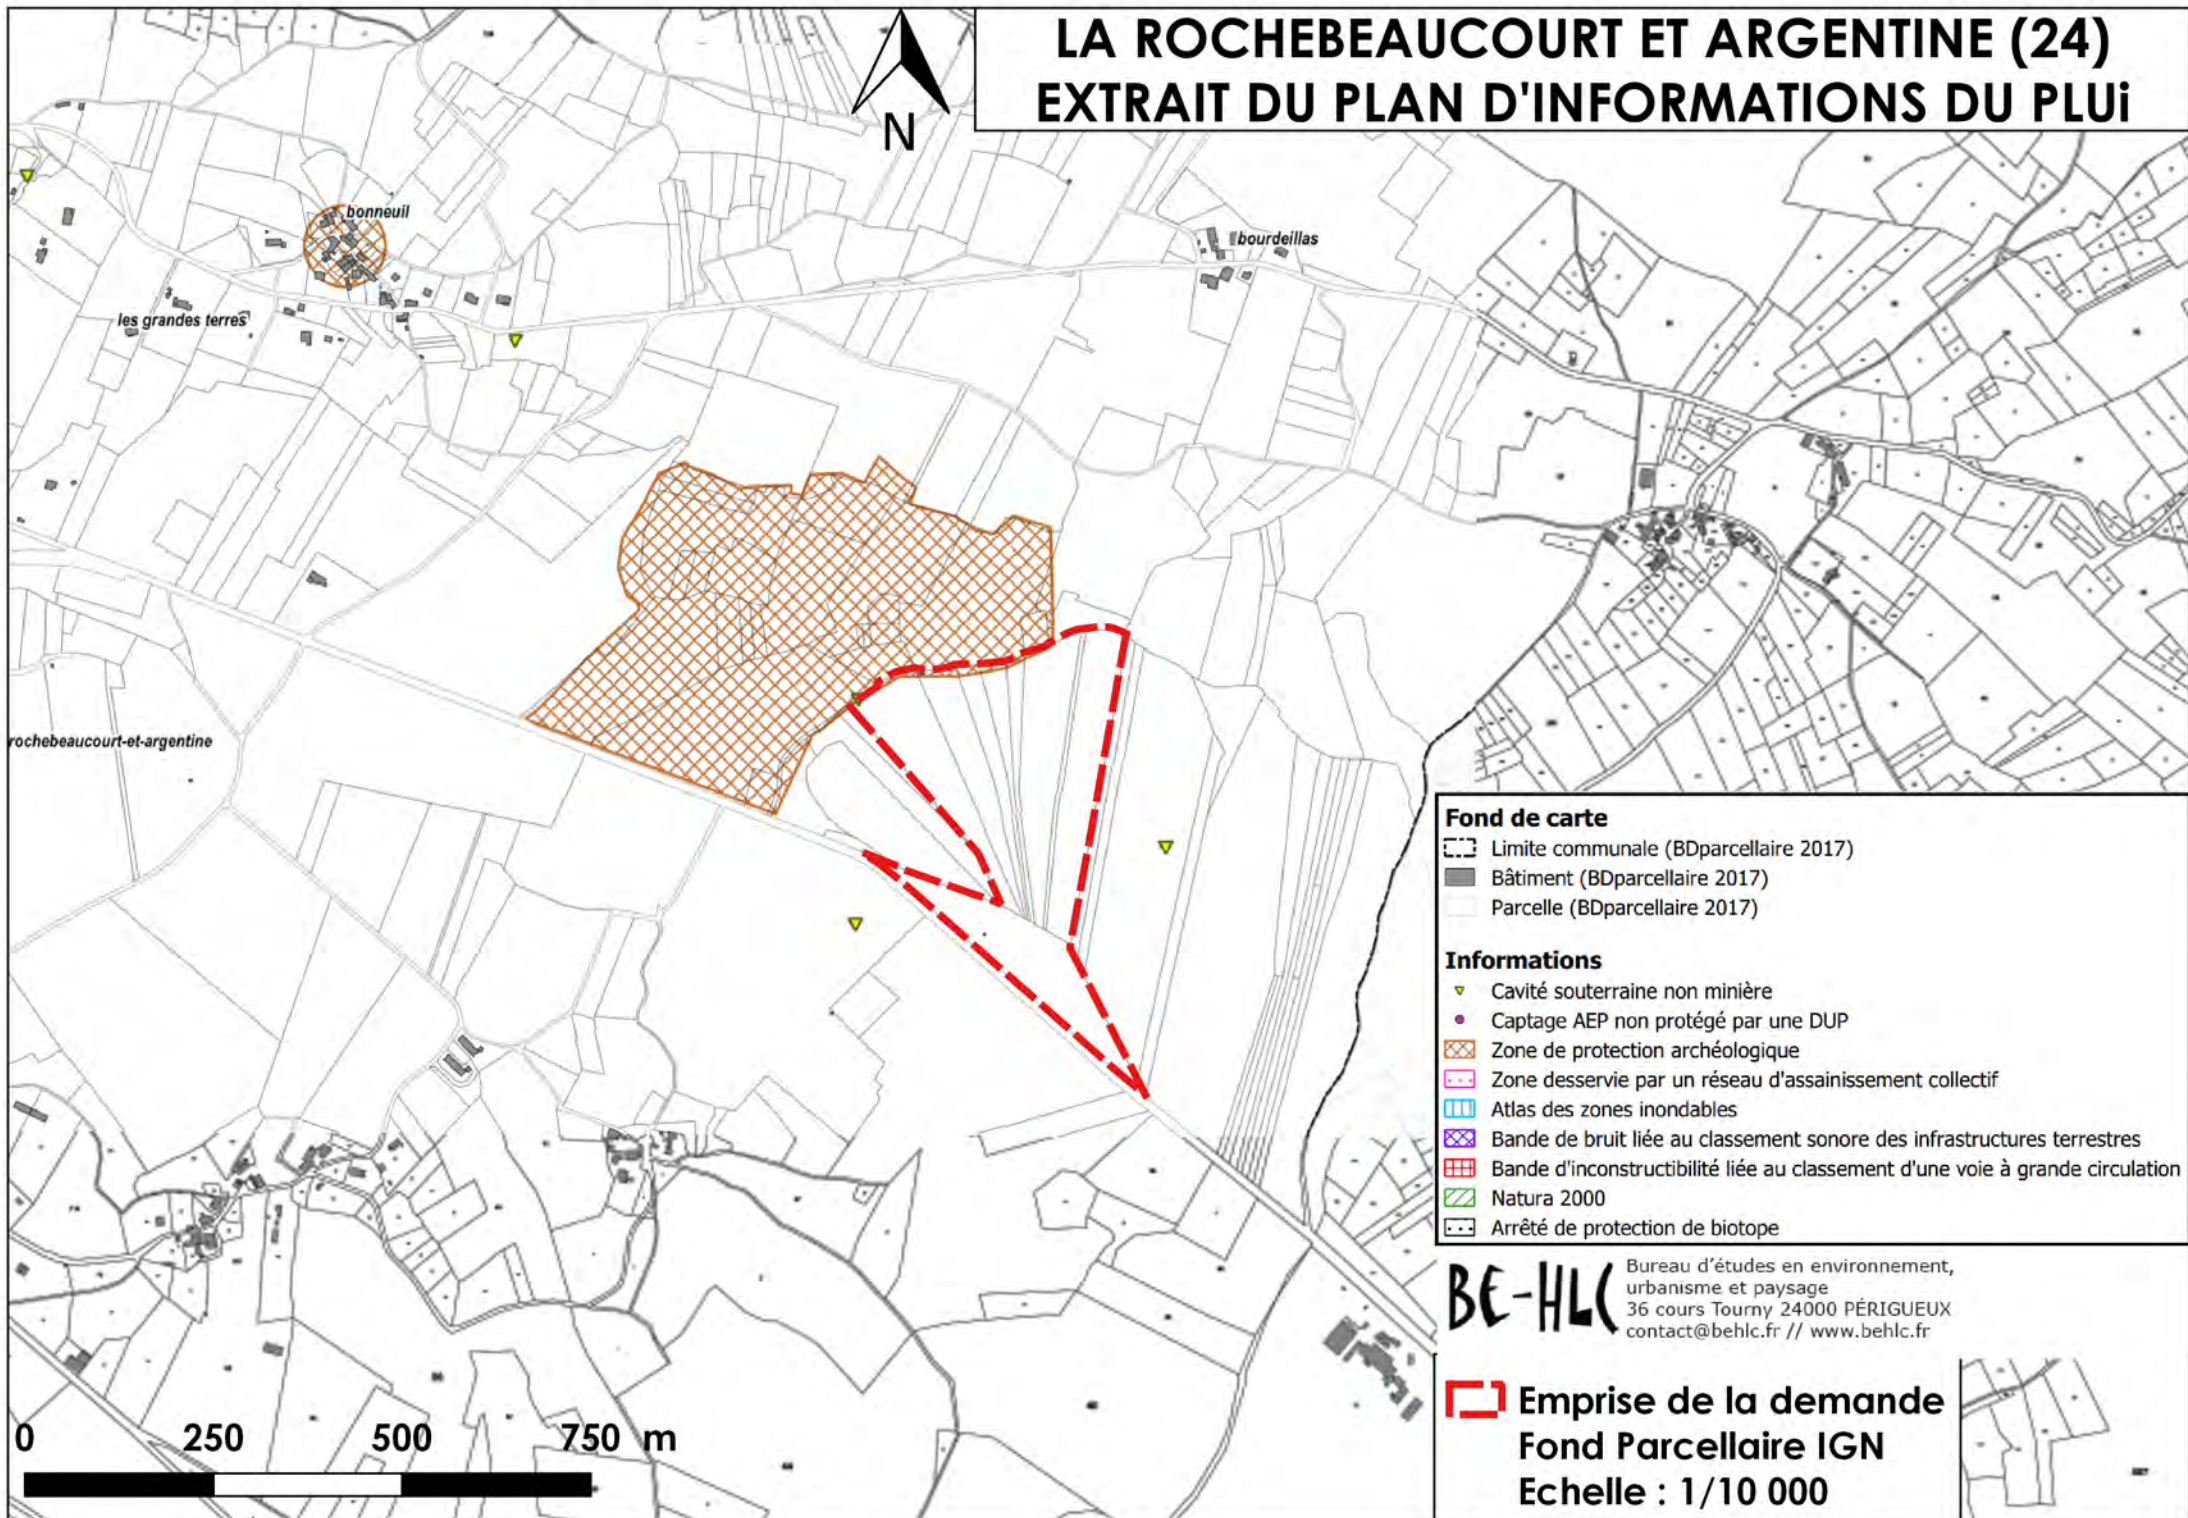 LA ROCHEBEAUCOURT ET ARGENTINE (24)
EXTRAIT DU PLAN D'INFORMATIONS DU PLUi
N
bonneuil
bourdeillas
les grandes terres
rochebeaucourt-et-argentine
Fond de carte
Limite communale (BDparcellaire 2017)
Bâtiment (BDparcellaire 2017)
Parcelle (BDparcellaire 2017)
Informations
Cavité souterraine non minière
Captage AEP non protégé par une DUP
Zone de protection archéologique
Zone desservie par un réseau d'assainissement collectif
Atlas des zones inondables
Bande de bruit liée au classement sonore des infrastructures terrestres
Bande d'inconstructibilité liée au classement d'une voie à grande circulation
Natura 2000
Arrêté de protection de biotope
BE-HLC
Bureau d'études en environnement,
urbanisme et paysage
36 cours Tourny 24000 PÉRIGUEUX
contact@behlc.fr // www.behlc.fr
Emprise de la demande
Fond Parcellaire IGN
Echelle : 1/10 000
0 250 500 750 m